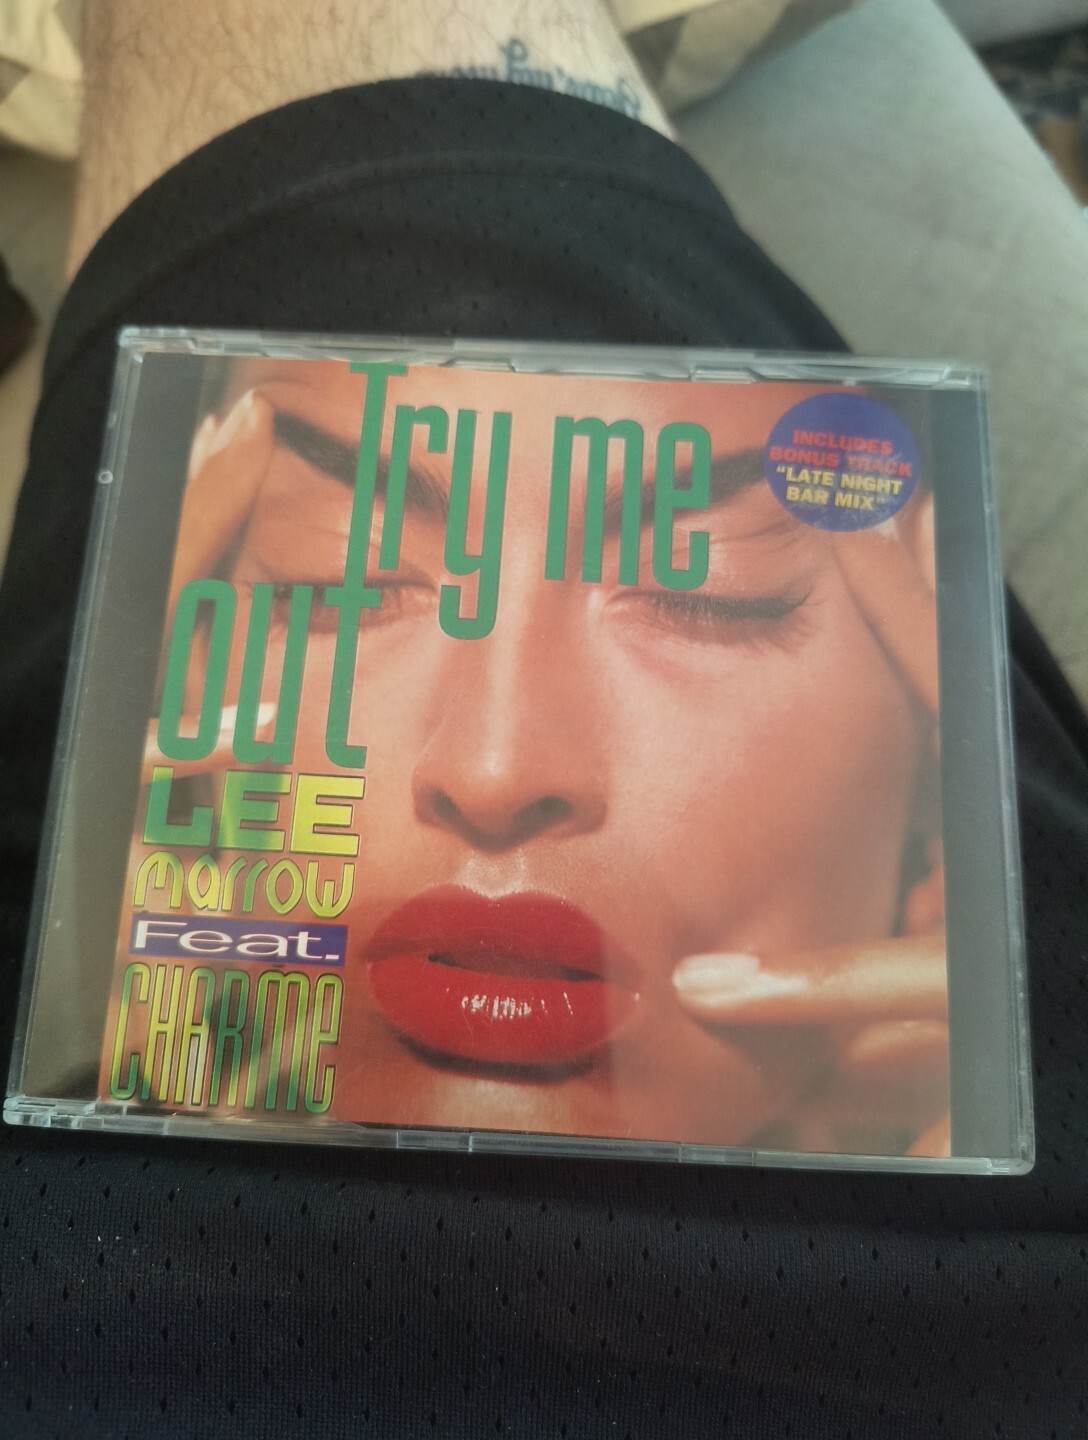 Try me
out
LEE
marrow
Feat.
CHARME
INCLUDES
BONUS TRACK
"LATE NIGHT
BAR MIX"